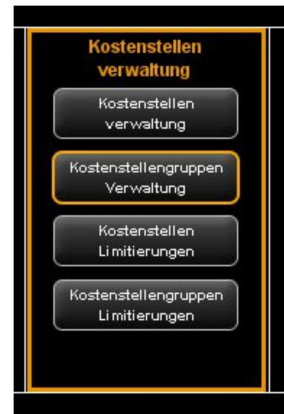 Kostenstellen
verwaltung
Kostenstellen
verwaltung
Kostenstellengruppen
Verwaltung
Kostenstellen
Limitierungen
Kostenstellengruppen
Limitierungen